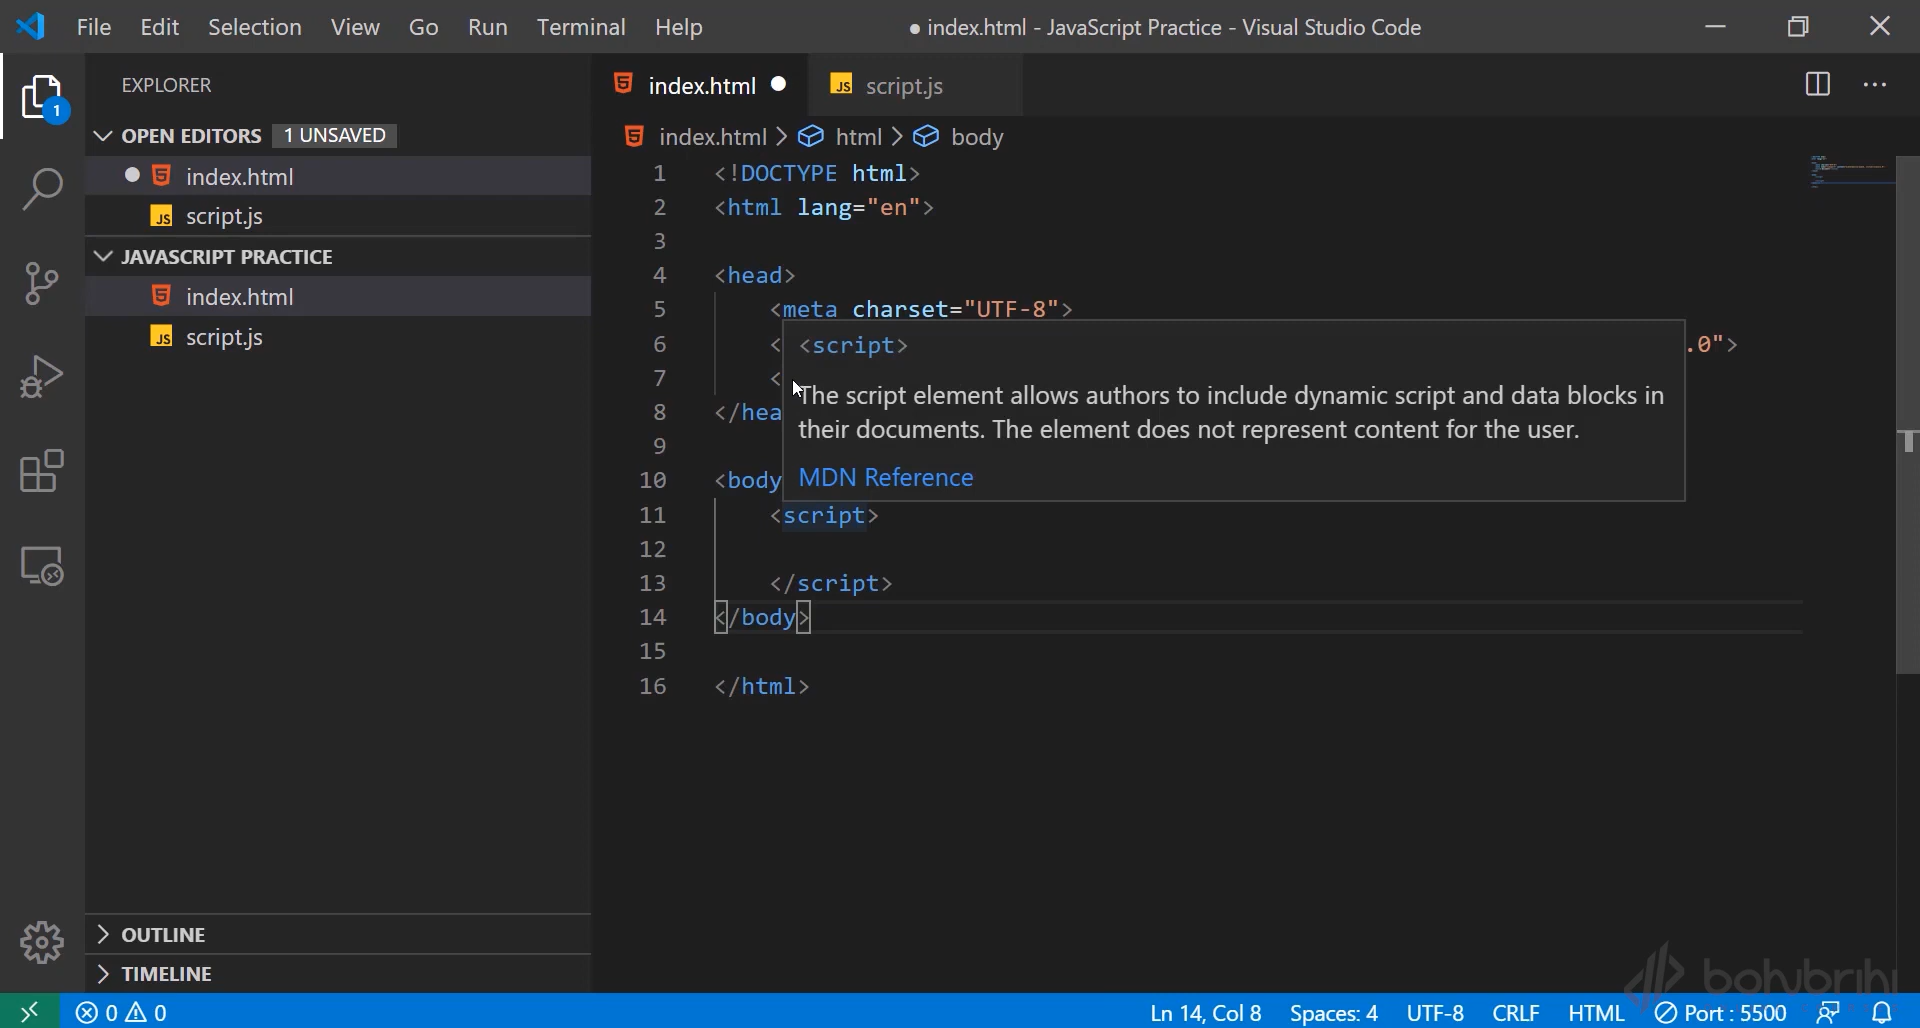 File Edit Selection View Go Run Terminal Help
● index.html - JavaScript Practice - Visual Studio Code
1
EXPLORER
OPEN EDITORS 1 UNSAVED
index.html
script.js
JAVASCRIPT PRACTICE
index.html
script.js
OUTLINE
TIMELINE
index.html script.js
index.html > html > body
1 <!DOCTYPE html>
2 <html lang="en">
3
4 <head>
5 <meta charset="UTF-8">
6 < .0">
7 <
8 </hea
9
10 <body
<script>
The script element allows authors to include dynamic script and data blocks in
their documents. The element does not represent content for the user.
MDN Reference
11 <script>
12
13 </script>
14 </body>
15
16 </html>
bohubrihi
0 0
Ln 14, Col 8 Spaces: 4 UTF-8 CRLF HTML Port : 5500